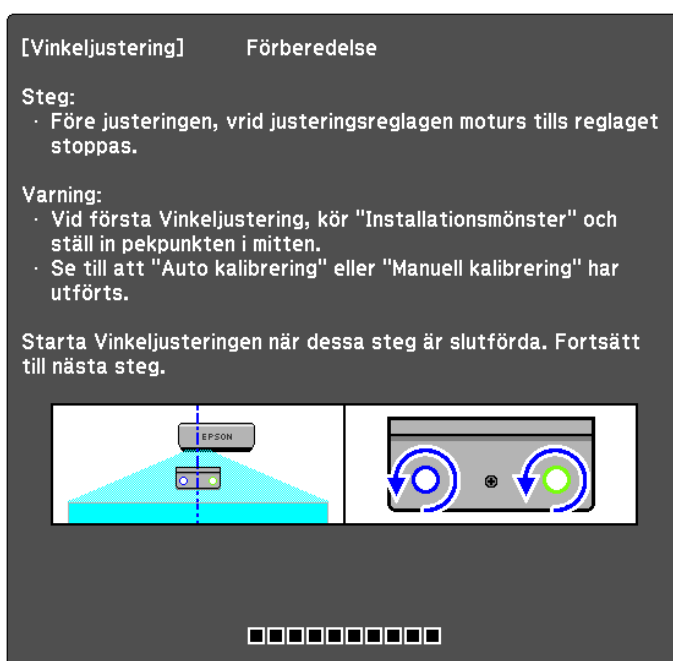 [Vinkeljustering] Förberedelse
Steg:
· Före justeringen, vrid justeringsreglagen moturs tills reglaget
stoppas.
Varning:
· Vid första Vinkeljustering, kör "Installationsmönster" och
ställ in pekpunkten i mitten.
· Se till att "Auto kalibrering" eller "Manuell kalibrering" har
utförts.
Starta Vinkeljusteringen när dessa steg är slutförda. Fortsätt
till nästa steg.
EPSON